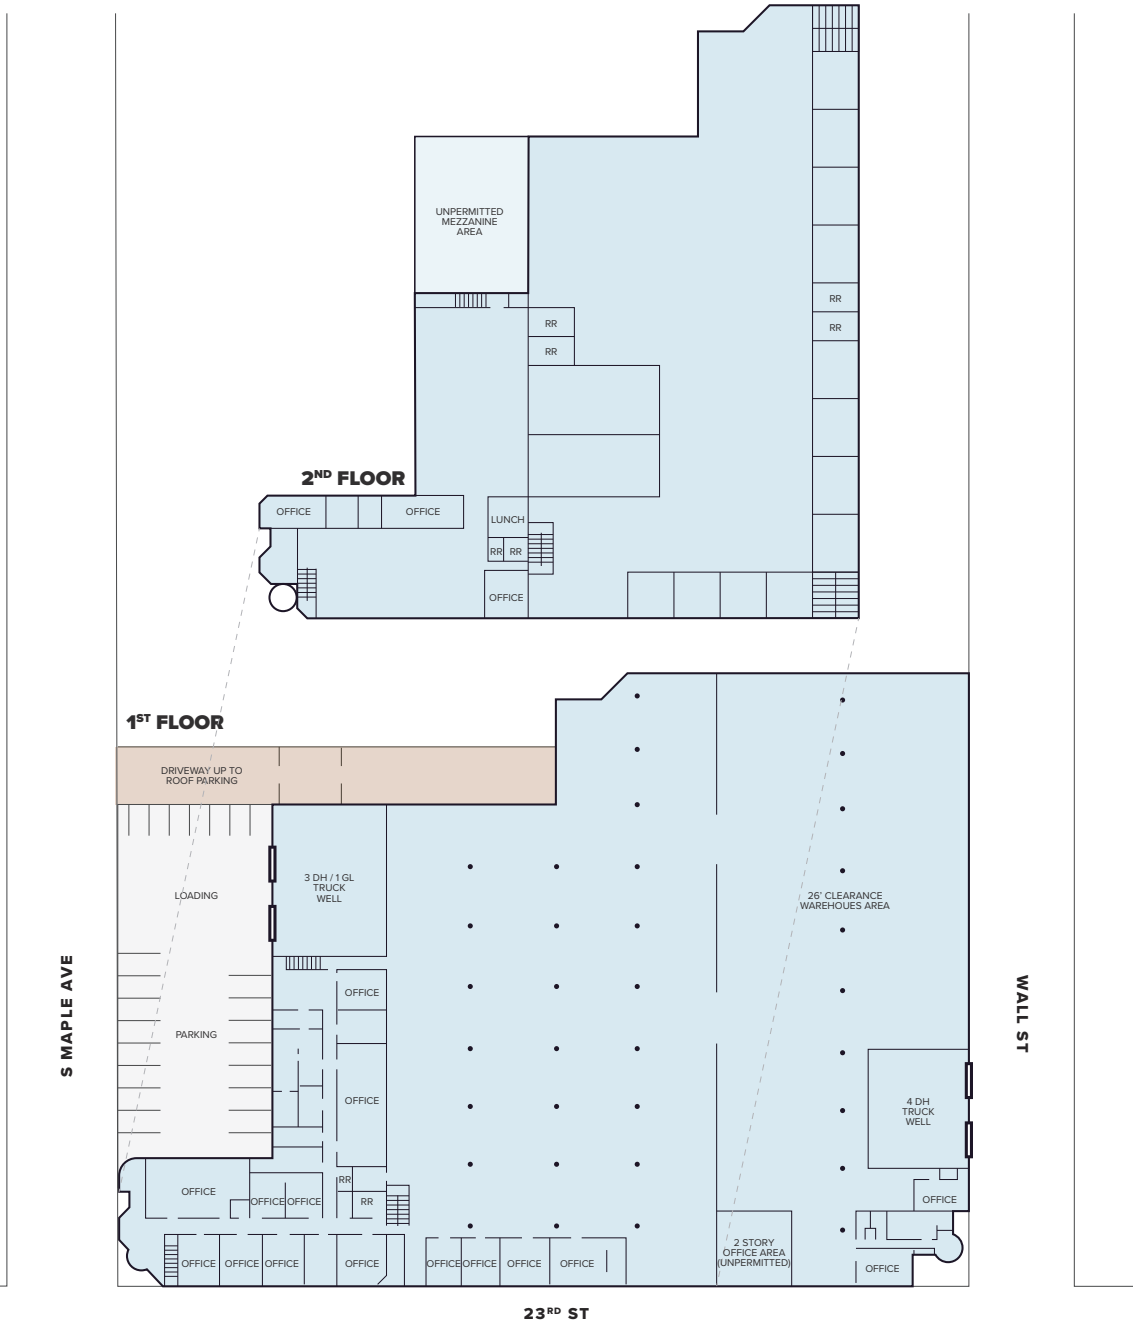 UNPERMITTED
MEZZANINE
AREA
RR
RR
RR
RR
2ND FLOOR
OFFICE
OFFICE
LUNCH
RR
RR
OFFICE
1ST FLOOR
DRIVEWAY UP TO
ROOF PARKING
3 DH / 1 GL
TRUCK
WELL
LOADING
26' CLEARANCE
WAREHOUES AREA
S MAPLE AVE
WALL ST
OFFICE
PARKING
OFFICE
4 DH
TRUCK
WELL
RR
OFFICE
OFFICE
OFFICE
RR
OFFICE
2 STORY
OFFICE AREA
(UNPERMITTED)
OFFICE
OFFICE
OFFICE
OFFICE
OFFICE
OFFICE
OFFICE
OFFICE
OFFICE
23RD ST